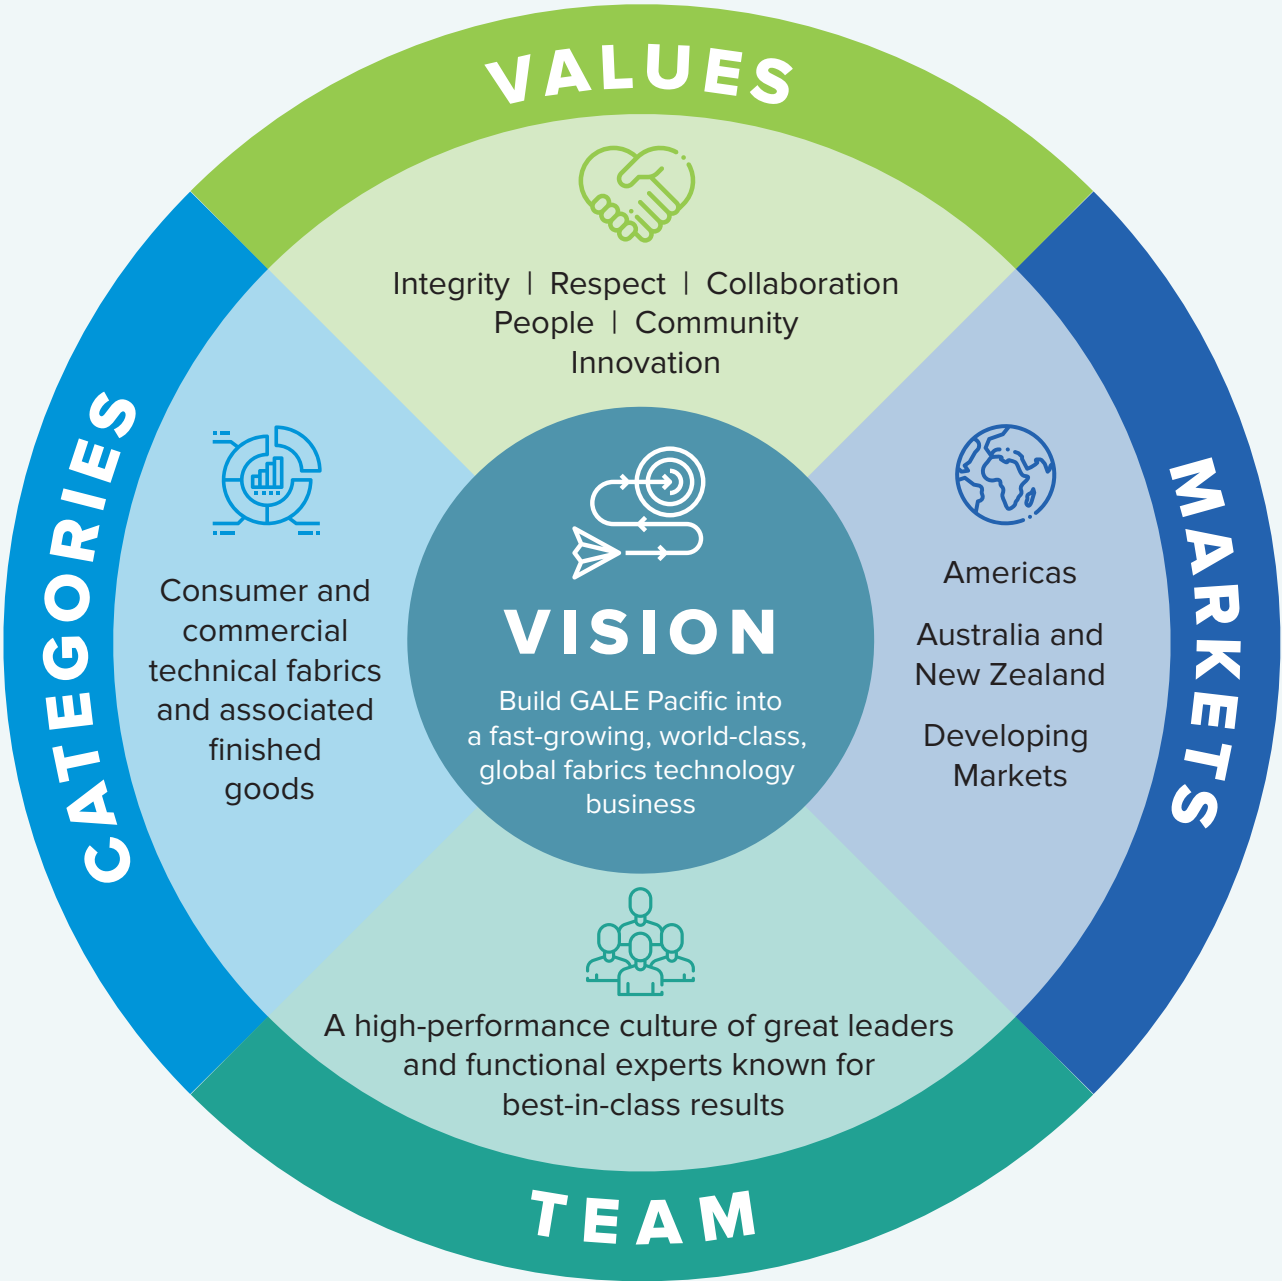 VALUES
Integrity | Respect | Collaboration
People | Community
Innovation
CATEGORIES
Consumer and
commercial
technical fabrics
and associated
finished
goods
VISION
Build GALE Pacific into
a fast-growing, world-class,
global fabrics technology
business
MARKETS
Americas
Australia and
New Zealand
Developing
Markets
A high-performance culture of great leaders
and functional experts known for
best-in-class results
TEAM